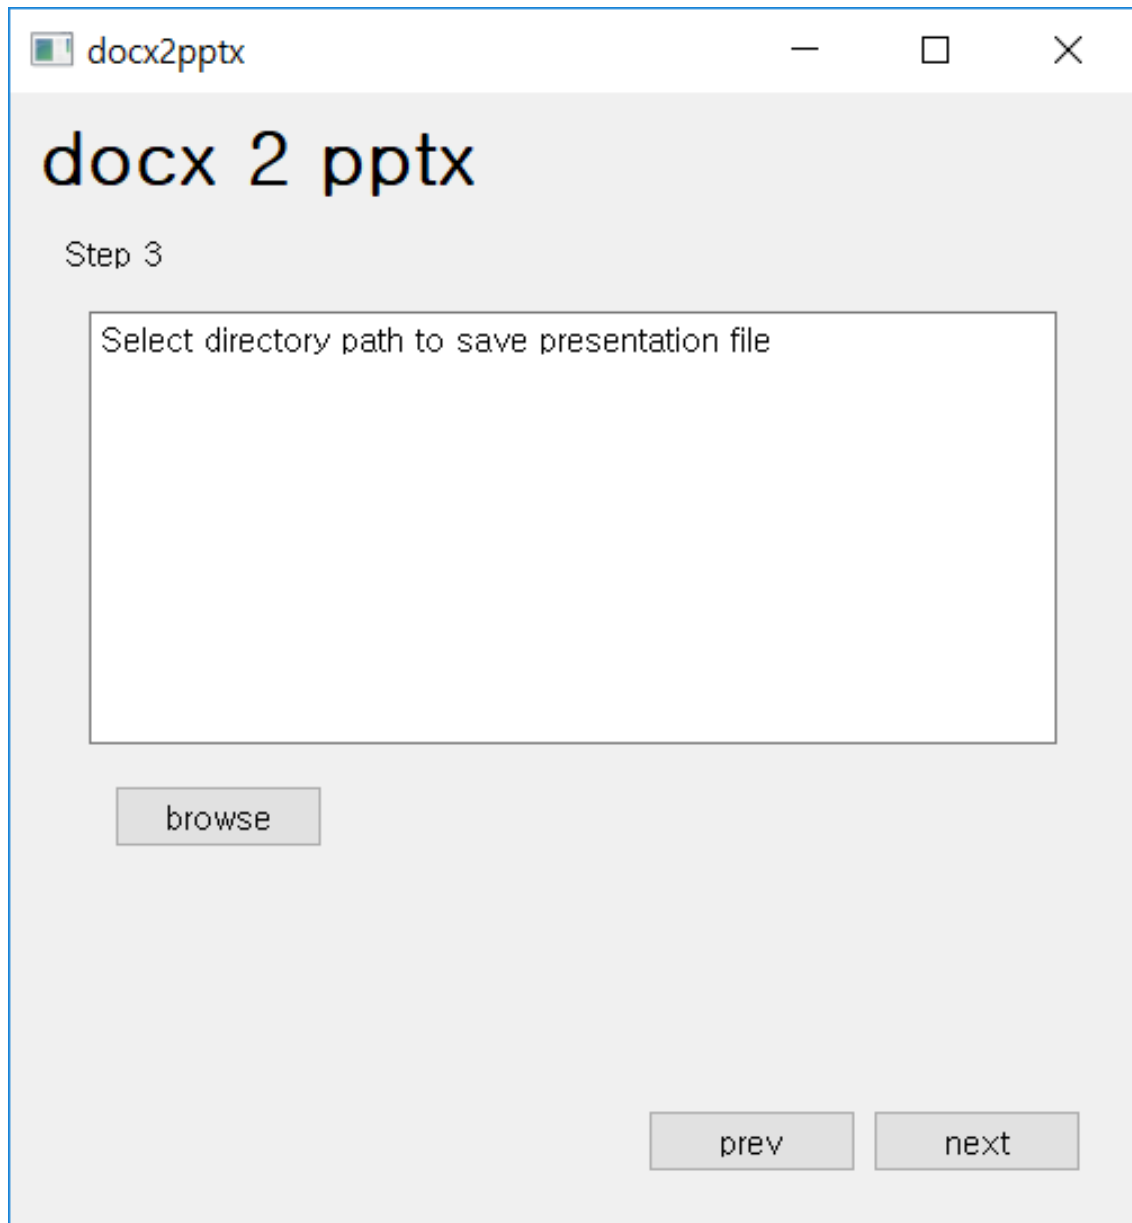 docx2pptx
docx 2 pptx
Step 3
Select directory path to save presentation file
browse
prev next